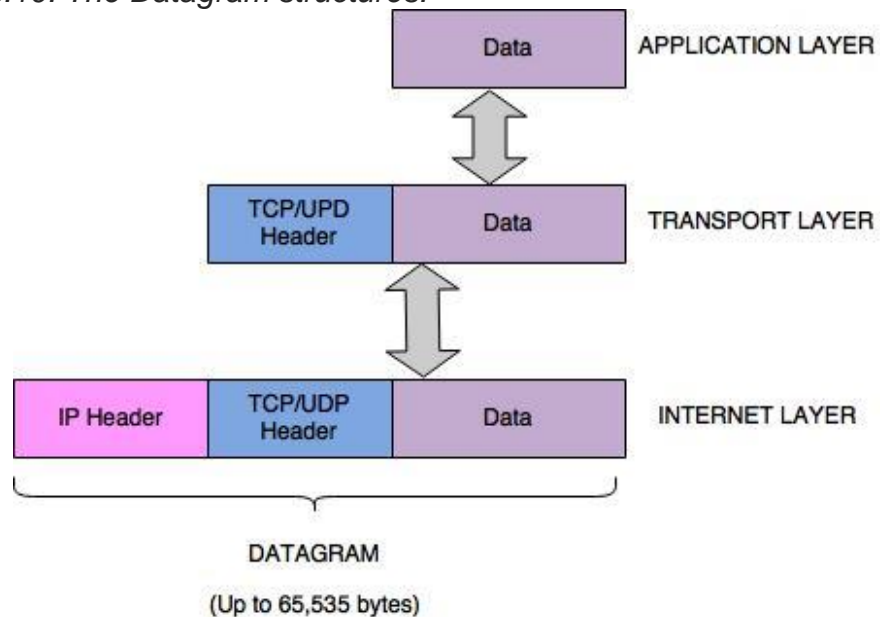 The Datagram structures.
Data
APPLICATION LAYER
TCP/UPD
Header
Data
TRANSPORT LAYER
IP Header
TCP/UDP
Header
Data
INTERNET LAYER
DATAGRAM
(Up to 65,535 bytes)